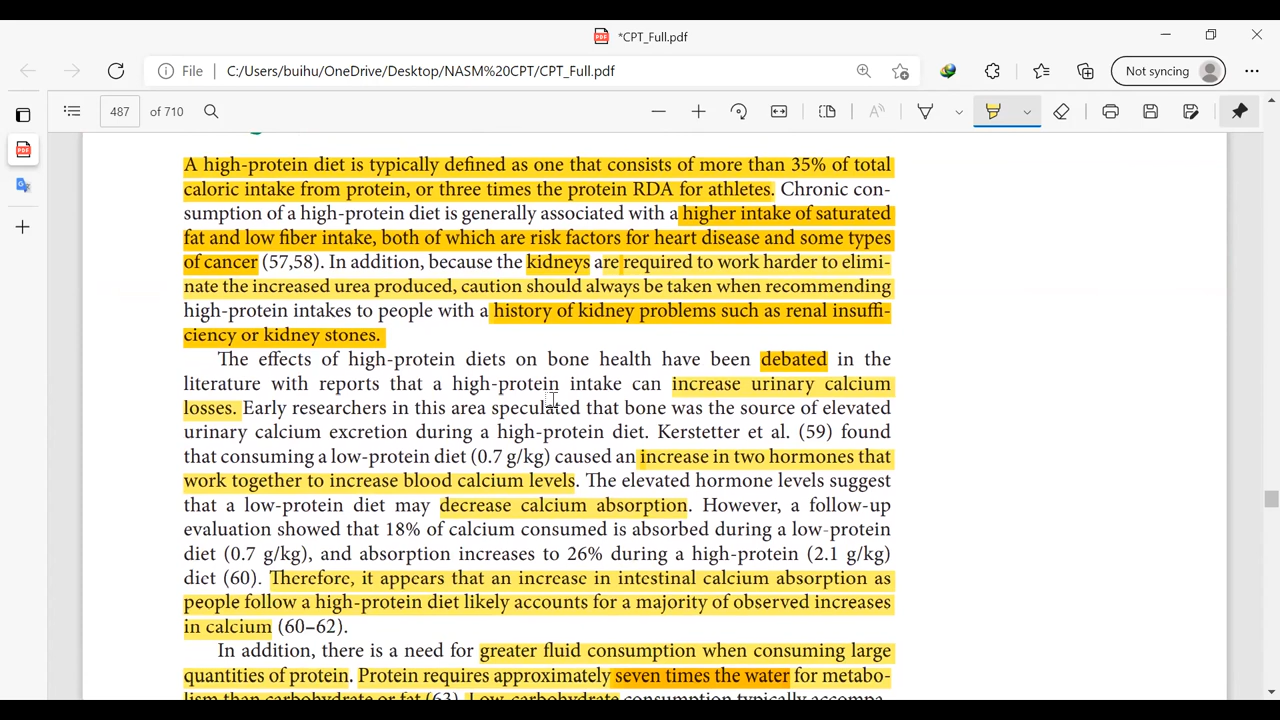 *CPT_Full.pdf
File C:/Users/buihu/OneDrive/Desktop/NASM%20CPT/CPT_Full.pdf Not syncing
487 of 710
A high-protein diet is typically defined as one that consists of more than 35% of total
caloric intake from protein, or three times the protein RDA for athletes. Chronic con-
sumption of a high-protein diet is generally associated with a higher intake of saturated
fat and low fiber intake, both of which are risk factors for heart disease and some types
of cancer (57,58). In addition, because the kidneys are required to work harder to elimi-
nate the increased urea produced, caution should always be taken when recommending
high-protein intakes to people with a history of kidney problems such as renal insuffi-
ciency or kidney stones.
The effects of high-protein diets on bone health have been debated in the
literature with reports that a high-protein intake can increase urinary calcium
losses. Early researchers in this area speculated that bone was the source of elevated
urinary calcium excretion during a high-protein diet. Kerstetter et al. (59) found
that consuming a low-protein diet (0.7 g/kg) caused an increase in two hormones that
work together to increase blood calcium levels. The elevated hormone levels suggest
that a low-protein diet may decrease calcium absorption. However, a follow-up
evaluation showed that 18% of calcium consumed is absorbed during a low-protein
diet (0.7 g/kg), and absorption increases to 26% during a high-protein (2.1 g/kg)
diet (60). Therefore, it appears that an increase in intestinal calcium absorption as
people follow a high-protein diet likely accounts for a majority of observed increases
in calcium (60–62).
In addition, there is a need for greater fluid consumption when consuming large
quantities of protein. Protein requires approximately seven times the water for metabo-
lism than carbohydrate or fat (63). Low-carbohydrate consumption typically accompa-